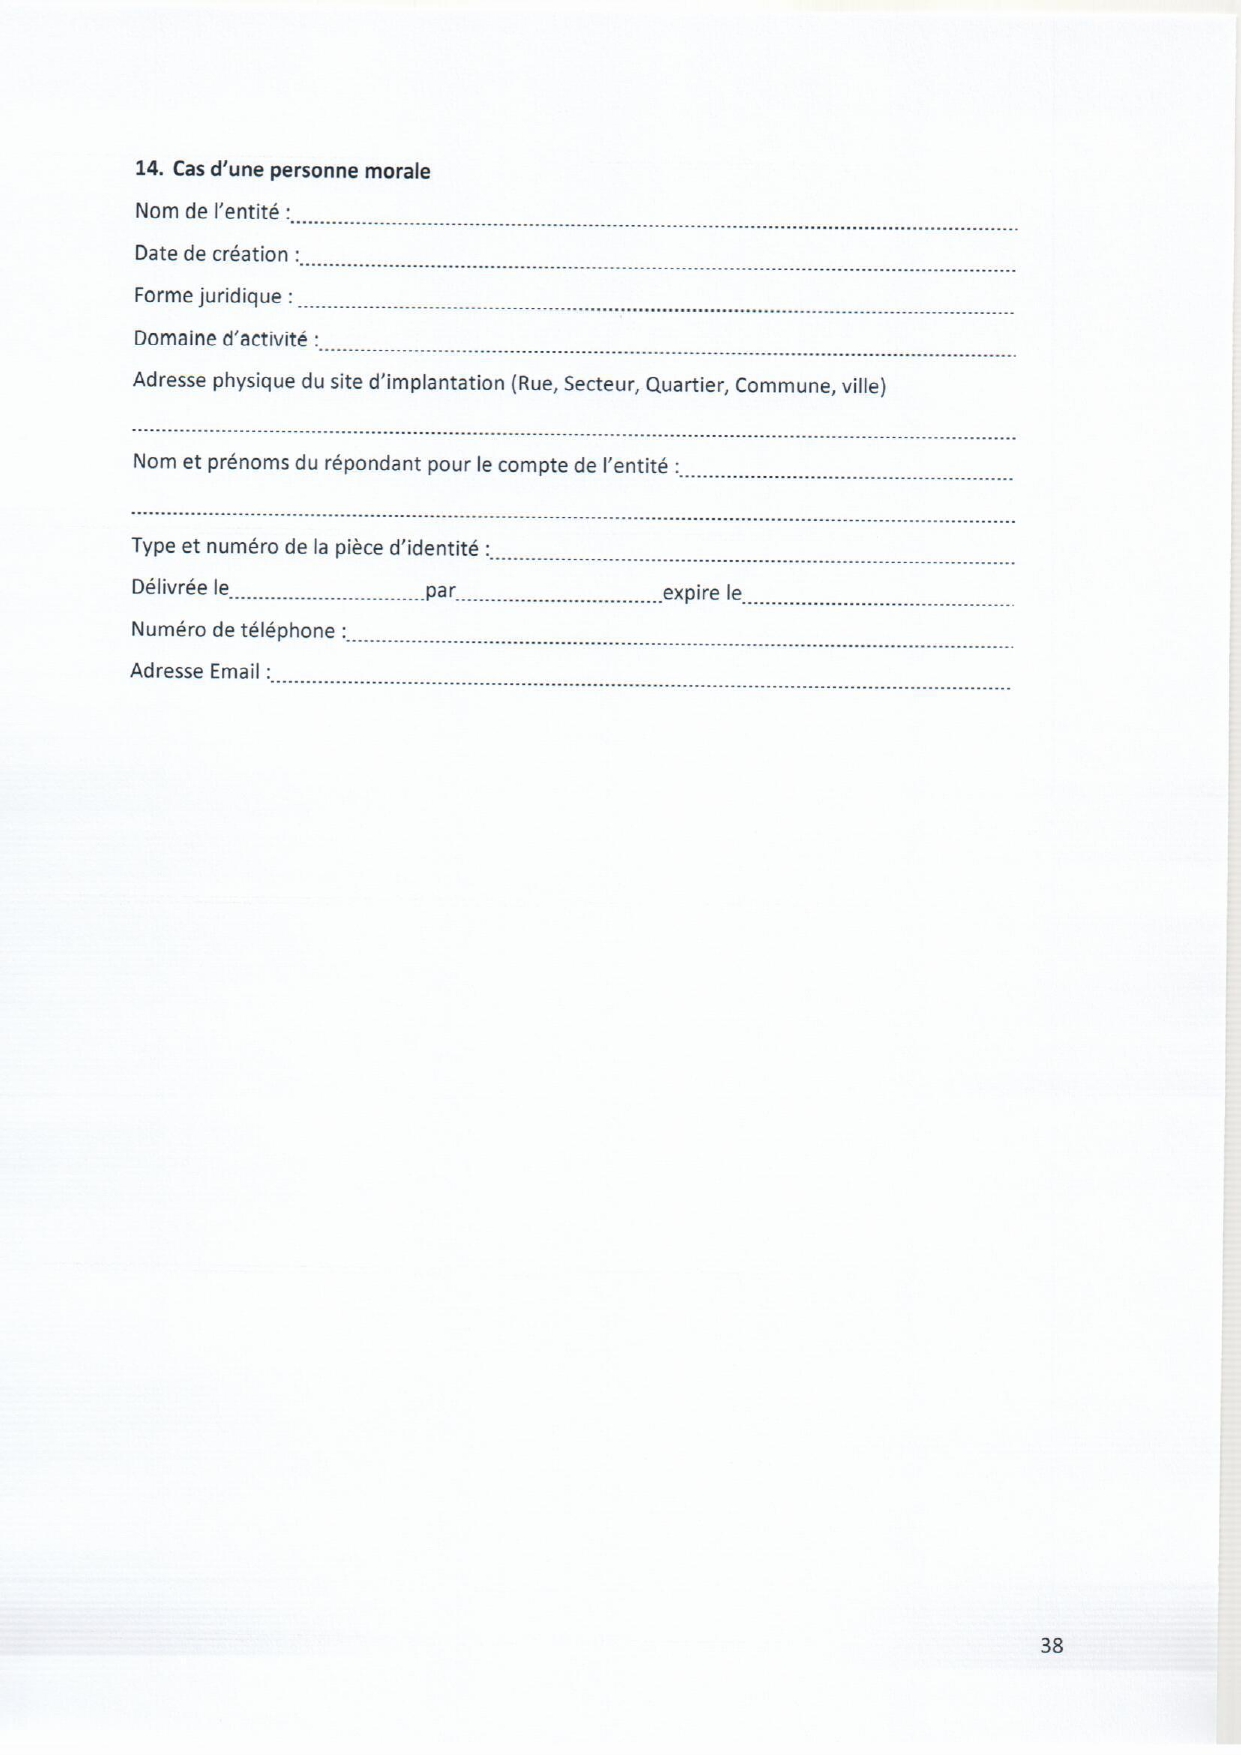 14. Cas d'une personne morale
Nom de l'entité :
Date de création :
Forme juridique :
Domaine d'activité :
Adresse physique du site d'implantation (Rue, Secteur, Quartier, Commune, ville)
Nom et prénoms du répondant pour le compte de l'entité :
Type et numéro de la pièce d'identité :
Délivrée le par expire le
Numéro de téléphone :
Adresse Email :
38